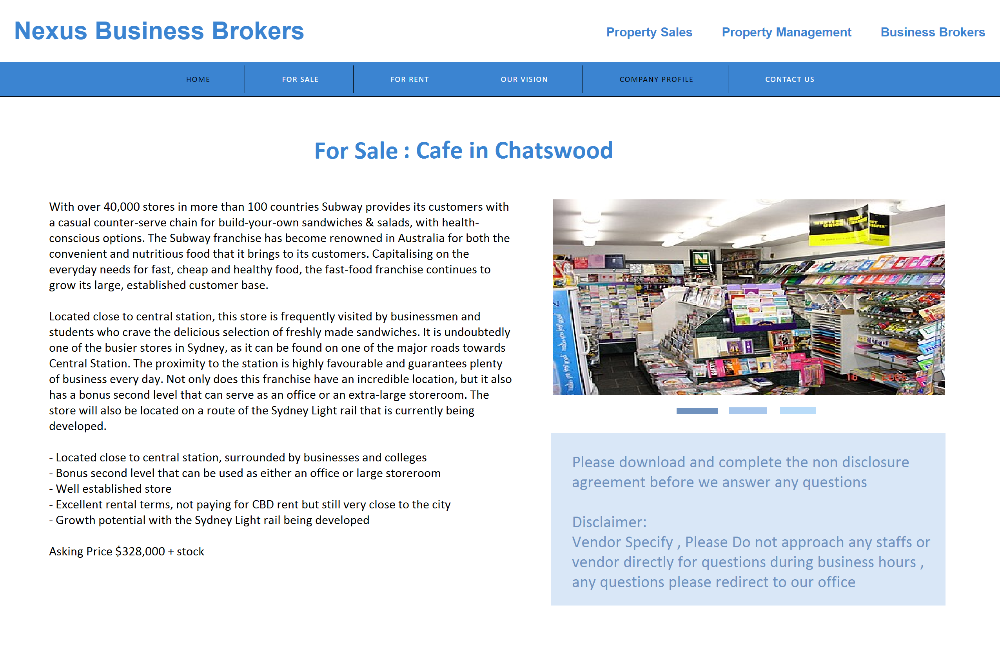 Nexus Business Brokers
Property Sales Property Management Business Brokers
HOME FOR SALE FOR RENT OUR VISION COMPANY PROFILE CONTACT US
For Sale : Cafe in Chatswood
With over 40,000 stores in more than 100 countries Subway provides its customers with
a casual counter-serve chain for build-your-own sandwiches & salads, with health-
conscious options. The Subway franchise has become renowned in Australia for both the
convenient and nutritious food that it brings to its customers. Capitalising on the
everyday needs for fast, cheap and healthy food, the fast-food franchise continues to
grow its large, established customer base.
Located close to central station, this store is frequently visited by businessmen and
students who crave the delicious selection of freshly made sandwiches. It is undoubtedly
one of the busier stores in Sydney, as it can be found on one of the major roads towards
Central Station. The proximity to the station is highly favourable and guarantees plenty
of business every day. Not only does this franchise have an incredible location, but it also
has a bonus second level that can serve as an office or an extra-large storeroom. The
store will also be located on a route of the Sydney Light rail that is currently being
developed.
- Located close to central station, surrounded by businesses and colleges
- Bonus second level that can be used as either an office or large storeroom
- Well established store
- Excellent rental terms, not paying for CBD rent but still very close to the city
- Growth potential with the Sydney Light rail being developed
Asking Price $328,000 + stock
N
PARTY
Please download and complete the non disclosure
agreement before we answer any questions
Disclaimer:
Vendor Specify , Please Do not approach any staffs or
vendor directly for questions during business hours ,
any questions please redirect to our office